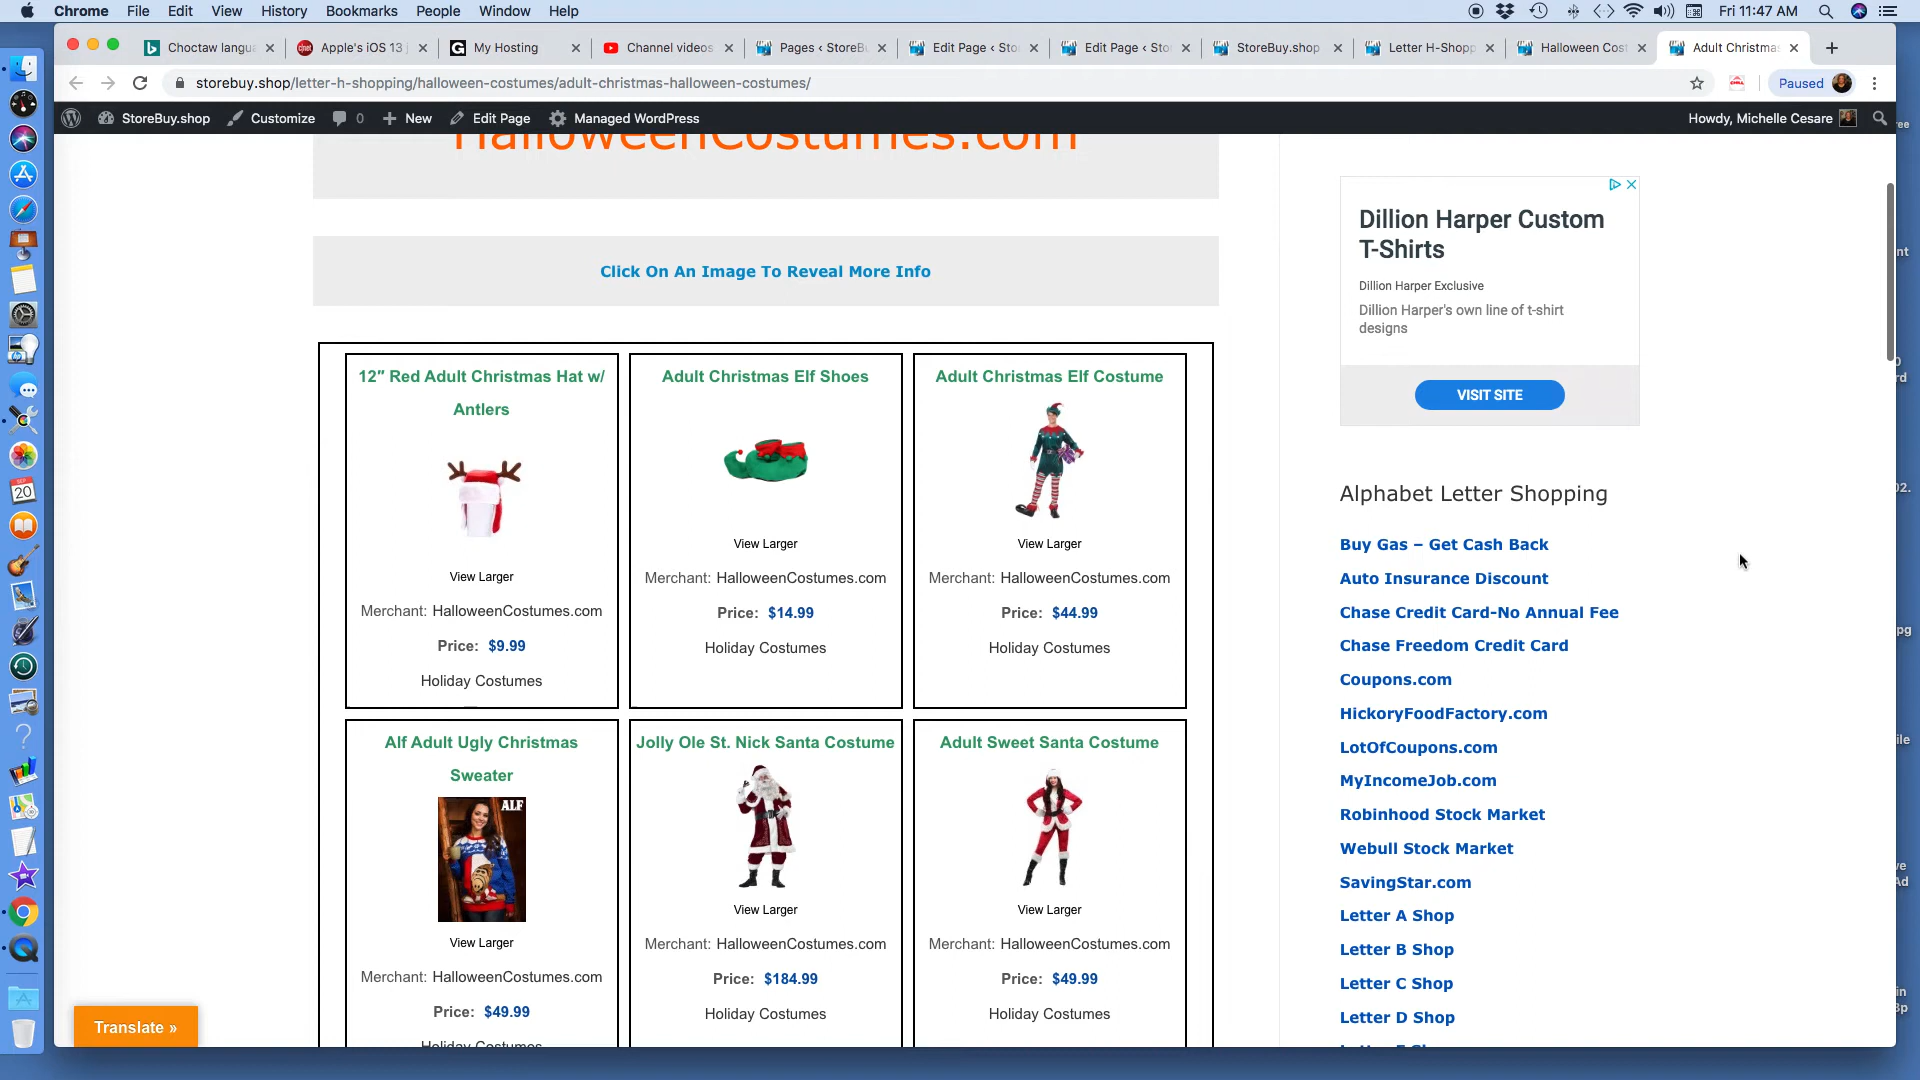 Chrome File Edit View History Bookmarks People Window Help Fri 11:47 AM
Choctaw langu
Apple's iOS 13
My Hosting
Channel videos
Pages ‹ StoreB
Edit Page ‹ Sto
Edit Page ‹ Sto
StoreBuy.shop
Letter H-Shopp
Halloween Cost
Adult Christmas
storebuy.shop/letter-h-shopping/halloween-costumes/adult-christmas-halloween-costumes/
Paused
StoreBuy.shop Customize 0 New Edit Page Managed WordPress Howdy, Michelle Cesare
HalloweenCostumes.com
Click On An Image To Reveal More Info
12″ Red Adult Christmas Hat w/
Antlers
View Larger
Merchant: HalloweenCostumes.com
Price: $9.99
Holiday Costumes
Adult Christmas Elf Shoes
View Larger
Merchant: HalloweenCostumes.com
Price: $14.99
Holiday Costumes
Adult Christmas Elf Costume
View Larger
Merchant: HalloweenCostumes.com
Price: $44.99
Holiday Costumes
Alf Adult Ugly Christmas
Sweater
ALF
View Larger
Merchant: HalloweenCostumes.com
Price: $49.99
Holiday Costumes
Jolly Ole St. Nick Santa Costume
View Larger
Merchant: HalloweenCostumes.com
Price: $184.99
Holiday Costumes
Adult Sweet Santa Costume
View Larger
Merchant: HalloweenCostumes.com
Price: $49.99
Holiday Costumes
Dillion Harper Custom
T-Shirts
Dillion Harper Exclusive
Dillion Harper's own line of t-shirt
designs
VISIT SITE
Alphabet Letter Shopping
Buy Gas – Get Cash Back
Auto Insurance Discount
Chase Credit Card-No Annual Fee
Chase Freedom Credit Card
Coupons.com
HickoryFoodFactory.com
LotOfCoupons.com
MyIncomeJob.com
Robinhood Stock Market
Webull Stock Market
SavingStar.com
Letter A Shop
Letter B Shop
Letter C Shop
Letter D Shop
Translate »
SEP
20